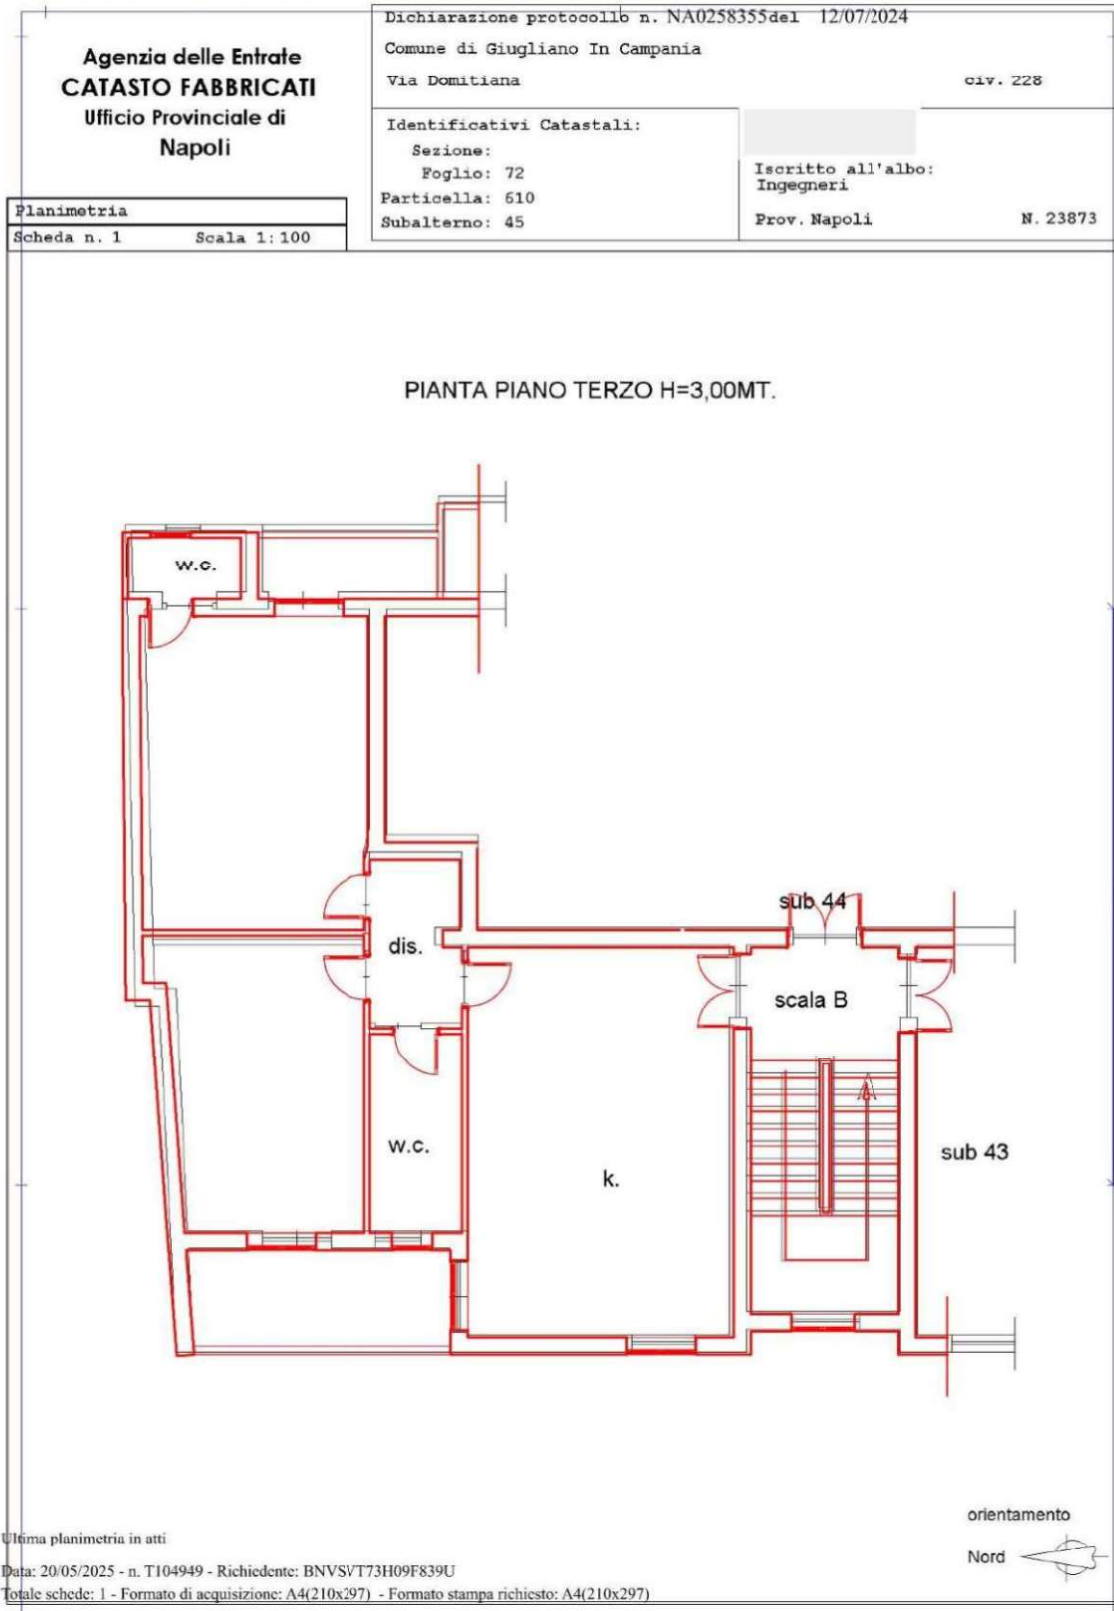 Agenzia delle Entrate
CATASTO FABBRICATI
Ufficio Provinciale di
Napoli
Planimetria
Scheda n. 1 Scala 1:100
Dichiarazione protocollo n. NA0258355del 12/07/2024
Comune di Giugliano In Campania
Via Domitiana civ. 228
Identificativi Catastali:
Sezione:
Foglio: 72
Particella: 610
Subalterno: 45
Iscritto all'albo:
Ingegneri
Prov. Napoli N. 23873
PIANTA PIANO TERZO H=3,00MT.
w.c.
sub 44
dis.
scala B
w.c.
k.
sub 43
orientamento
Nord
Ultima planimetria in atti
Data: 20/05/2025 - n. T104949 - Richiedente: BNVSVT73H09F839U
Totale schede: 1 - Formato di acquisizione: A4(210x297) - Formato stampa richiesto: A4(210x297)